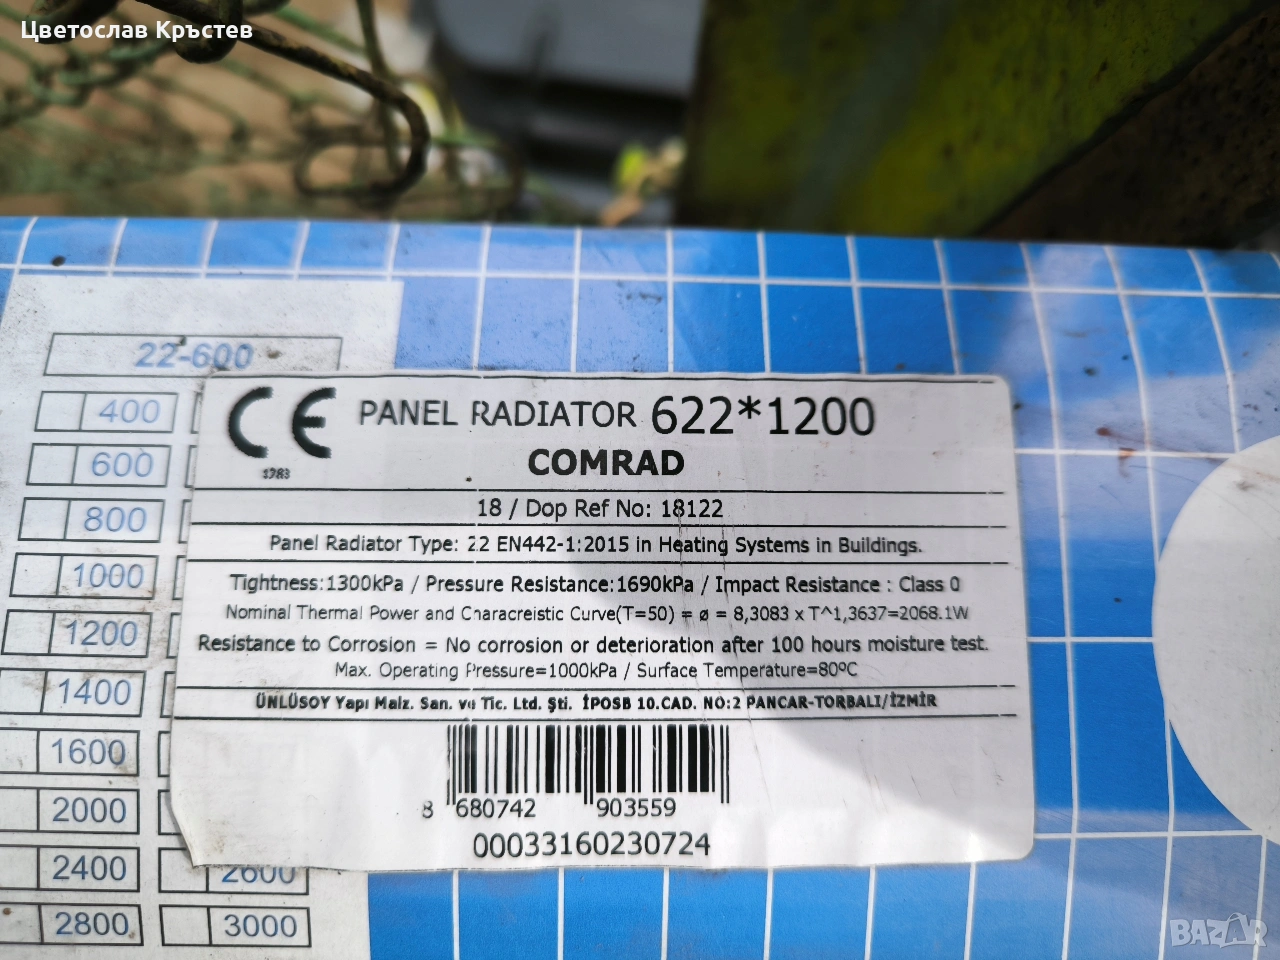 Цветослав Кръстев
22-600
400
600
800
1000
1200
1400
1600
2000
2400
2600
2800
3000
CE PANEL RADIATOR 622*1200
1783
COMRAD
18 / Dop Ref No: 18122
Panel Radiator Type: 22 EN442-1:2015 in Heating Systems in Buildings.
Tightness:1300kPa / Pressure Resistance:1690kPa / Impact Resistance : Class 0
Nominal Thermal Power and Characreistic Curve(T=50) = ø = 8,3083 x T^1,3637=2068.1W
Resistance to Corrosion = No corrosion or deterioration after 100 hours moisture test.
Max. Operating Pressure=1000kPa / Surface Temperature=80ºC
ÜNLÜSOY Yapı Malz. San. ve Tic. Ltd. Şti. İPOSB 10.CAD. NO:2 PANCAR-TORBALI/İZMİR
8 680742 903559
00033160230724
BAZAR